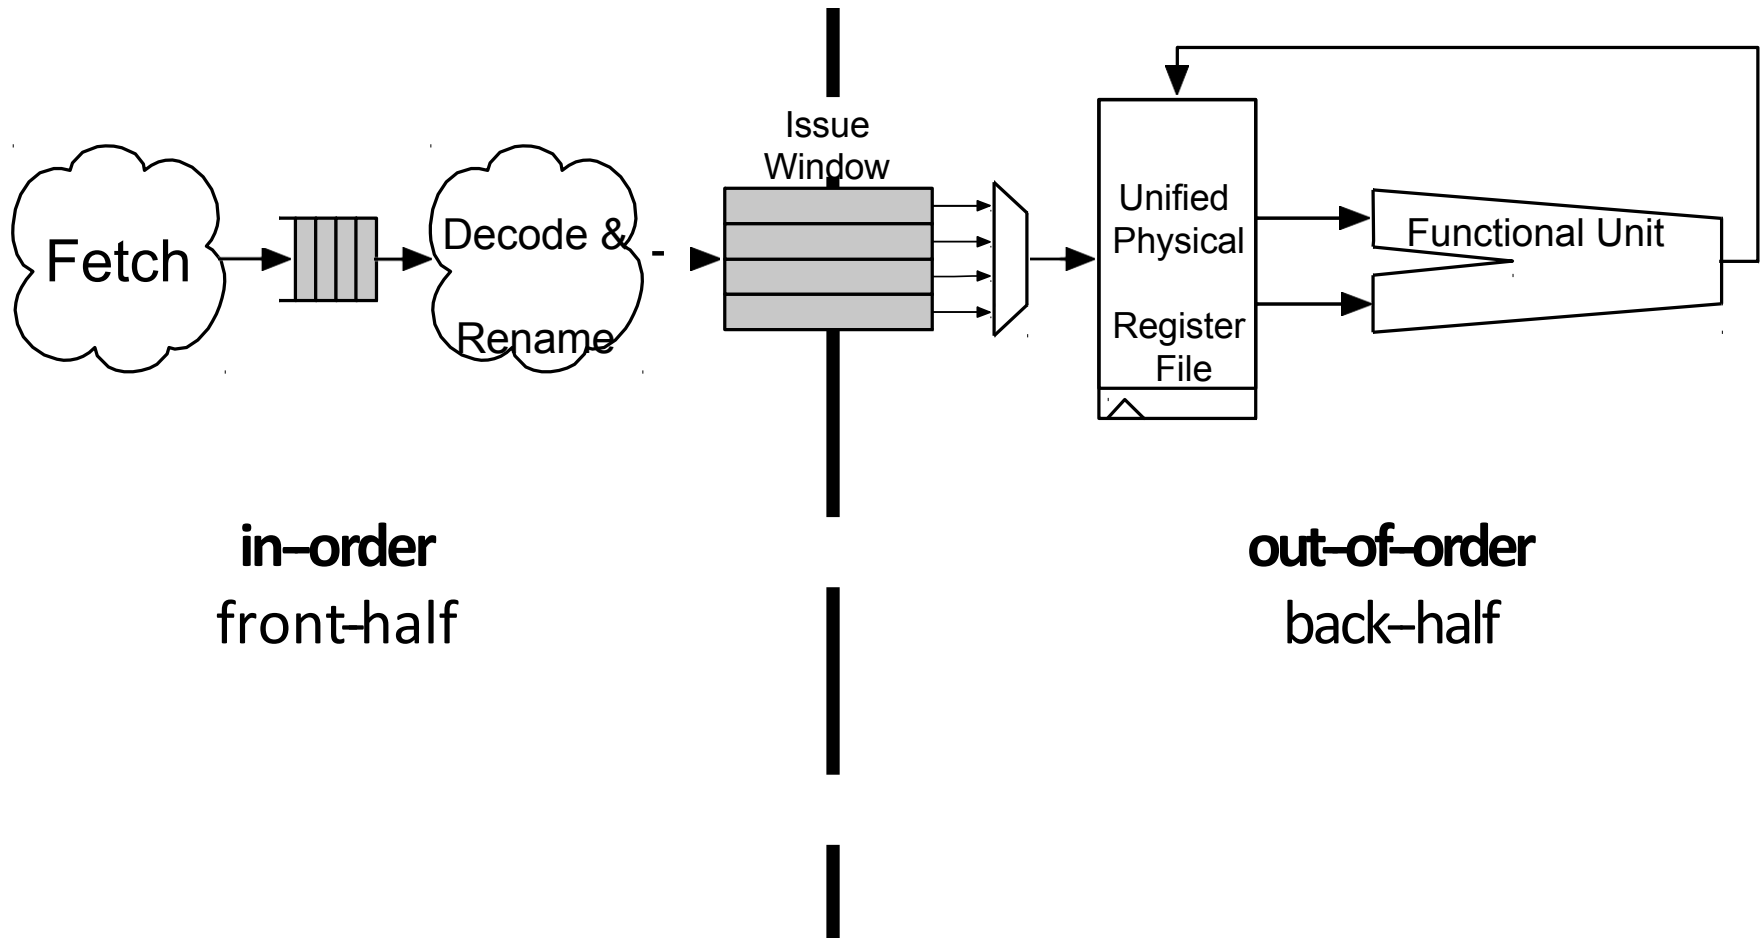 Issue
Window
Fetch
Decode &
-
Rename
Unified
Physical
Register
File
Functional Unit
in–order
front–half
out–of–order
back–half